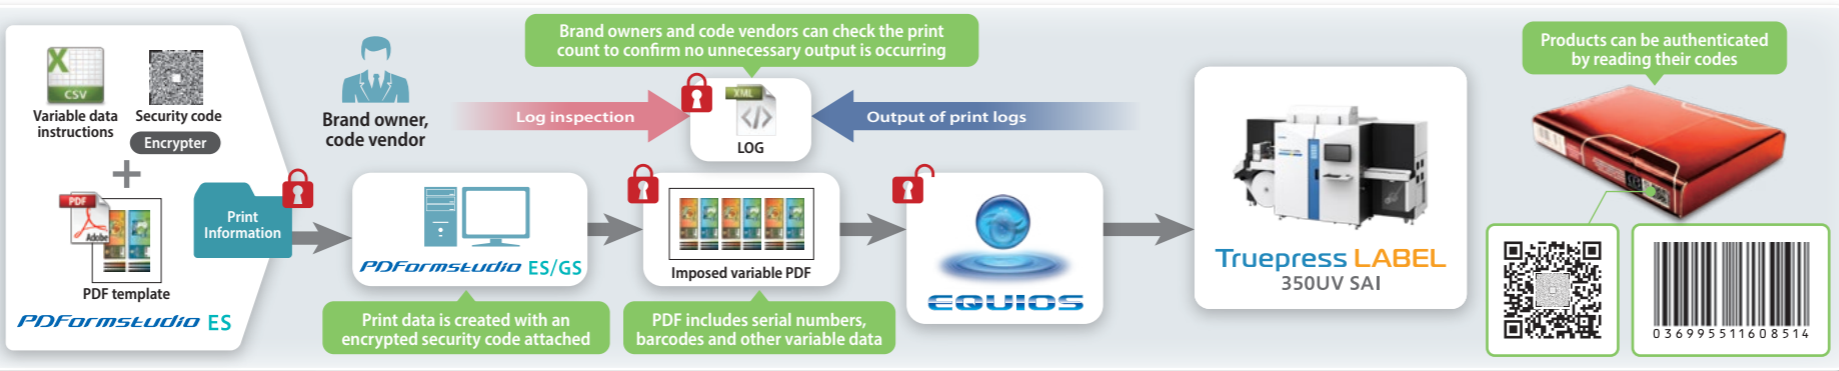 CSV
Variable data
instructions
Security code
Encrypter
+
PDF
Adobe
PDF template
PDFormstudio ES
Print
Information
Brand owner,
code vendor
Brand owners and code vendors can check the print
count to confirm no unnecessary output is occurring
Log inspection
XML
</>
LOG
Output of print logs
PDFormstudio ES/GS
Print data is created with an
encrypted security code attached
Imposed variable PDF
PDF includes serial numbers,
barcodes and other variable data
EQUIOS
Truepress LABEL
350UV SAI
Products can be authenticated
by reading their codes
036995511608514